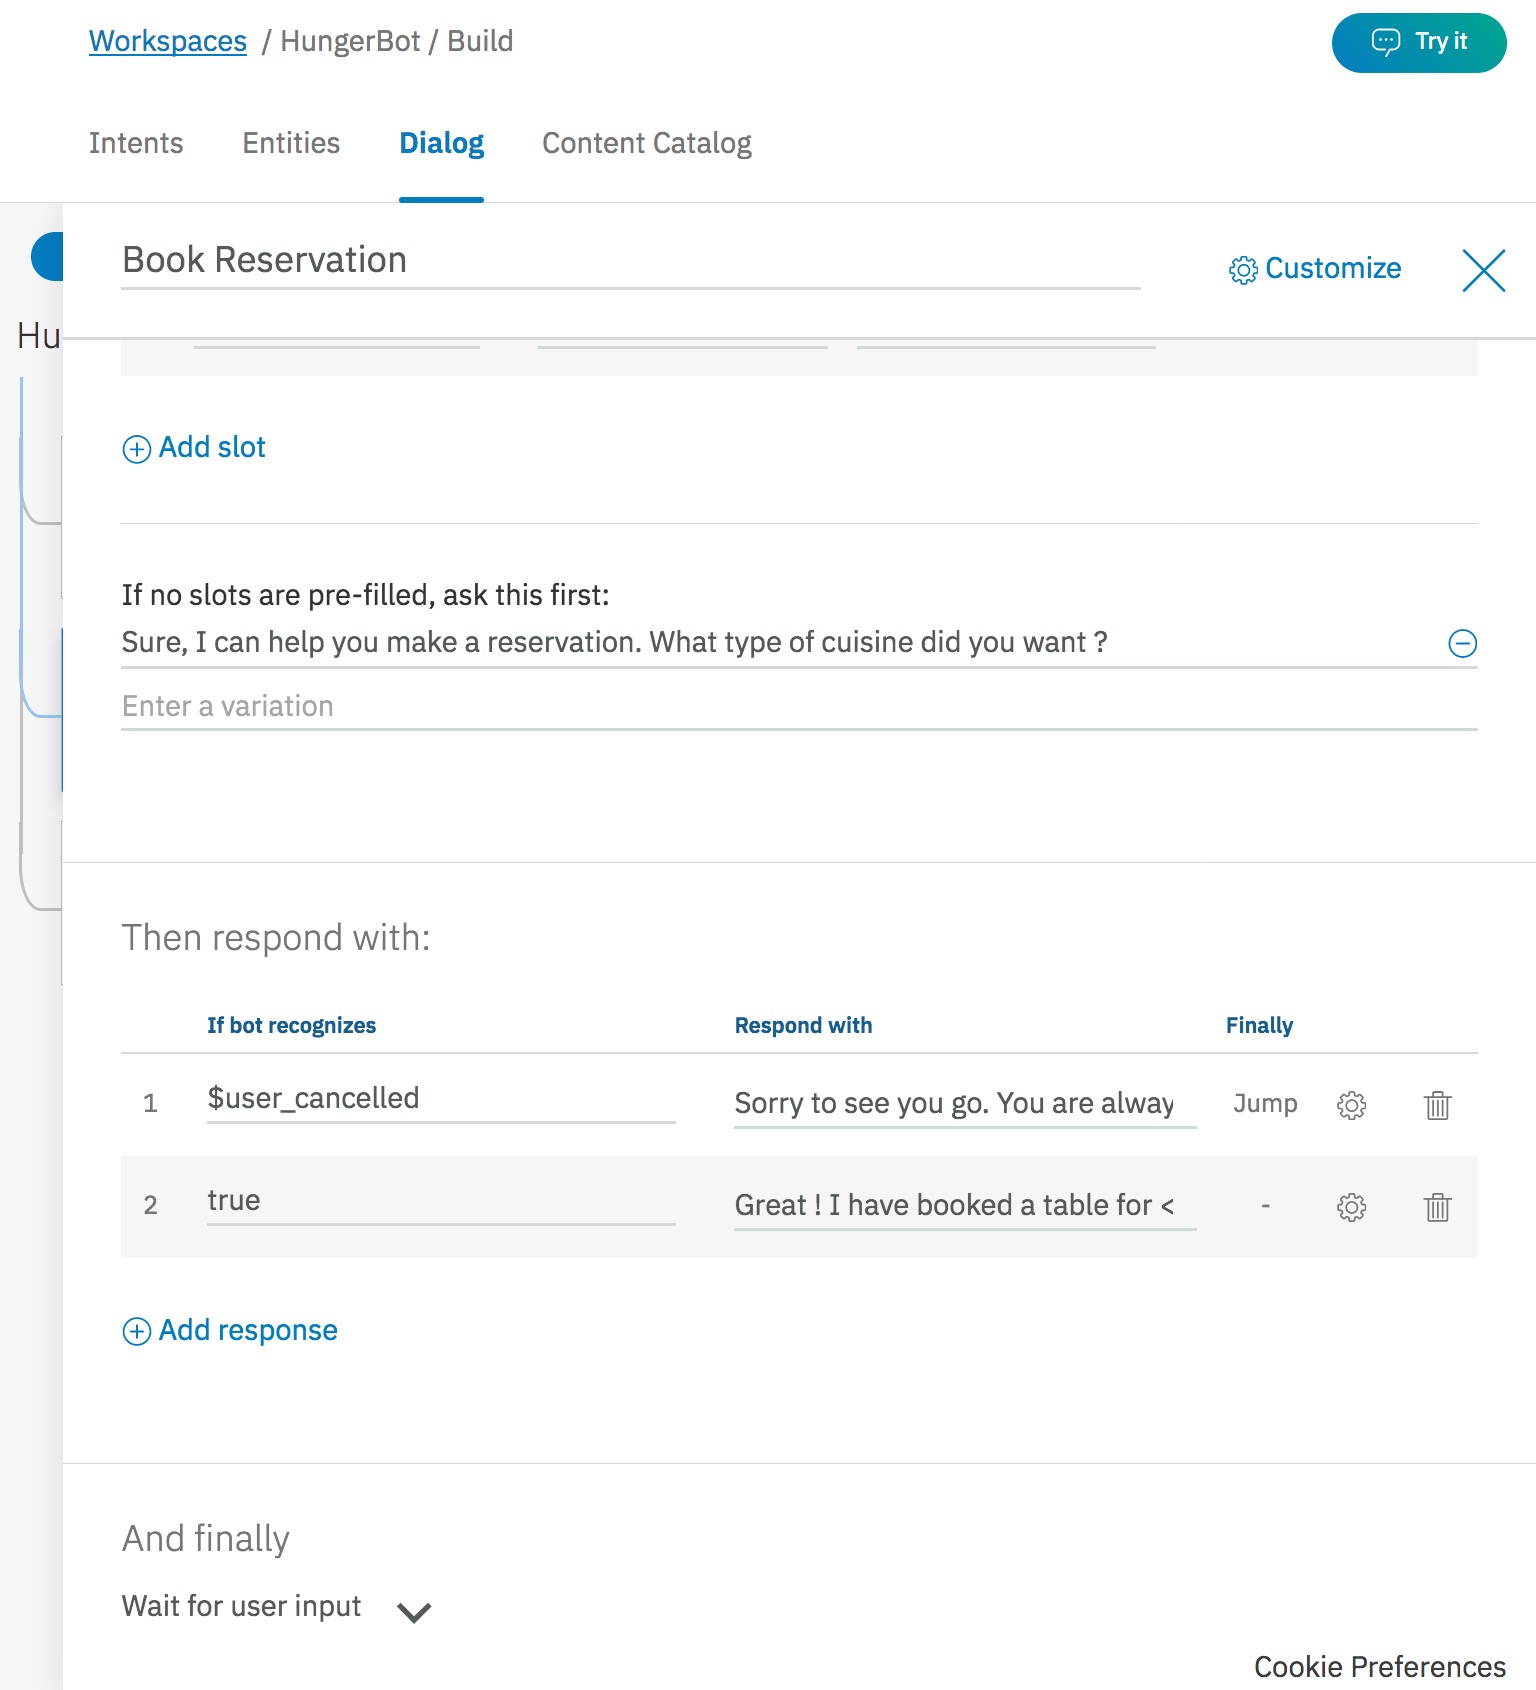 Workspaces / HungerBot / Build
Try it
Intents Entities Dialog Content Catalog
Book Reservation
Customize
Hu
Add slot
If no slots are pre-filled, ask this first:
Sure, I can help you make a reservation. What type of cuisine did you want ?
Enter a variation
Then respond with:
If bot recognizes Respond with Finally
1 $user_cancelled Sorry to see you go. You are alway Jump
2 true Great ! I have booked a table for < -
Add response
And finally
Wait for user input
Cookie Preferences